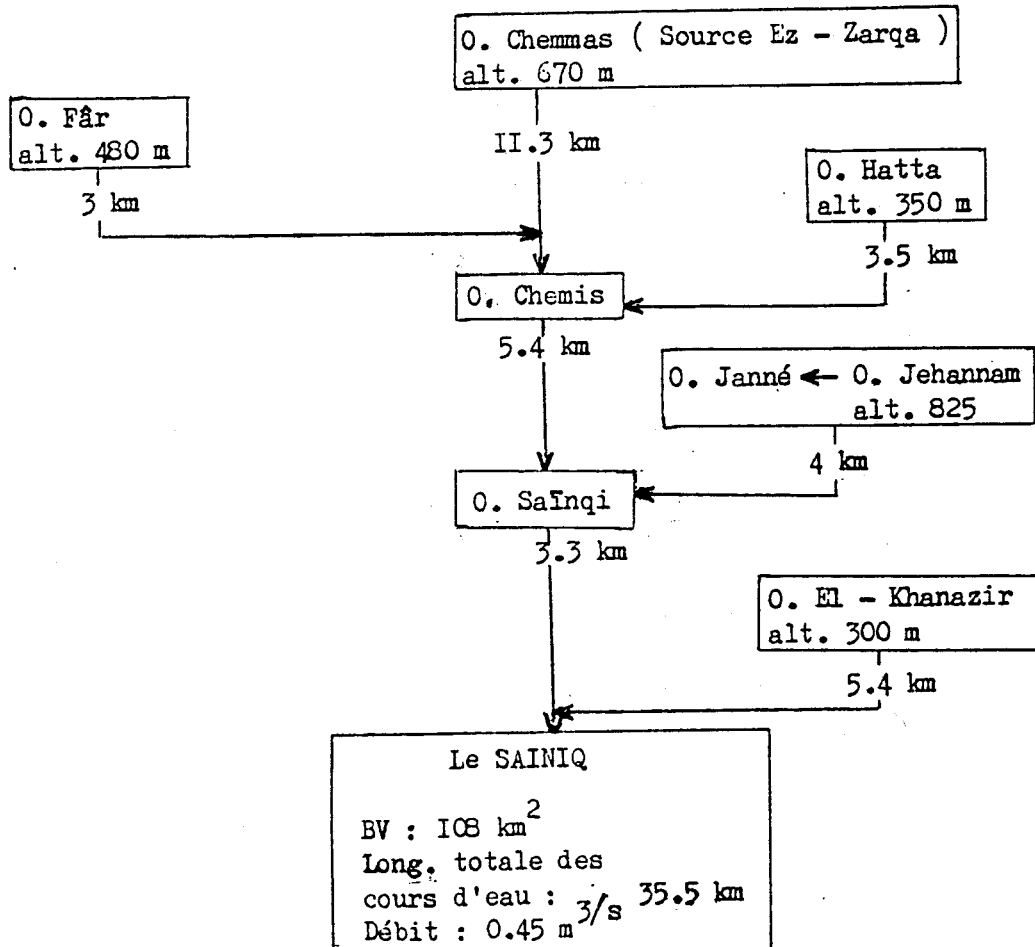 O. Chemmas ( Source Ez - Zarqa )
alt. 670 m
O. Fâr
alt. 480 m
II.3 km
3 km
O. Hatta
alt. 350 m
3.5 km
O. Chemis
5.4 km
O. Janné ← O. Jehannam
alt. 825
4 km
O. Saïnqi
3.3 km
O. El - Khanazir
alt. 300 m
5.4 km
Le SAINIQ
BV : I08 km²
Long. totale des
cours d'eau : 35.5 km
Débit : 0.45 m³/s